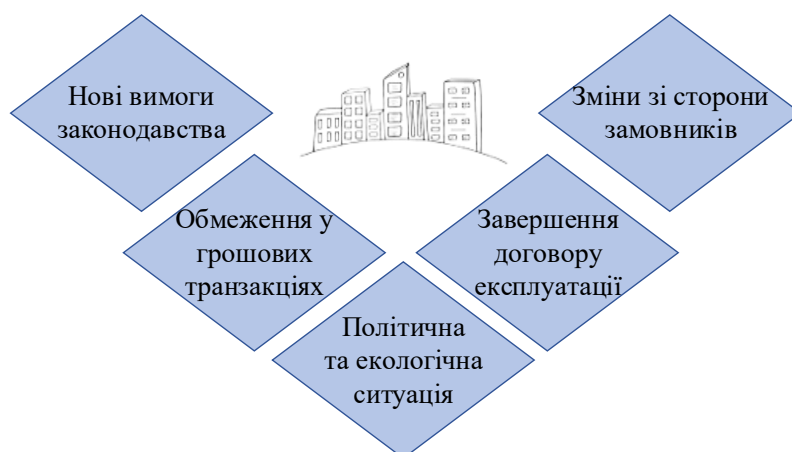 Нові вимоги
законодавства
Зміни зі сторони
замовників
Обмеження у
грошових
транзакціях
Завершення
договору
експлуатації
Політична
та екологічна
ситуація